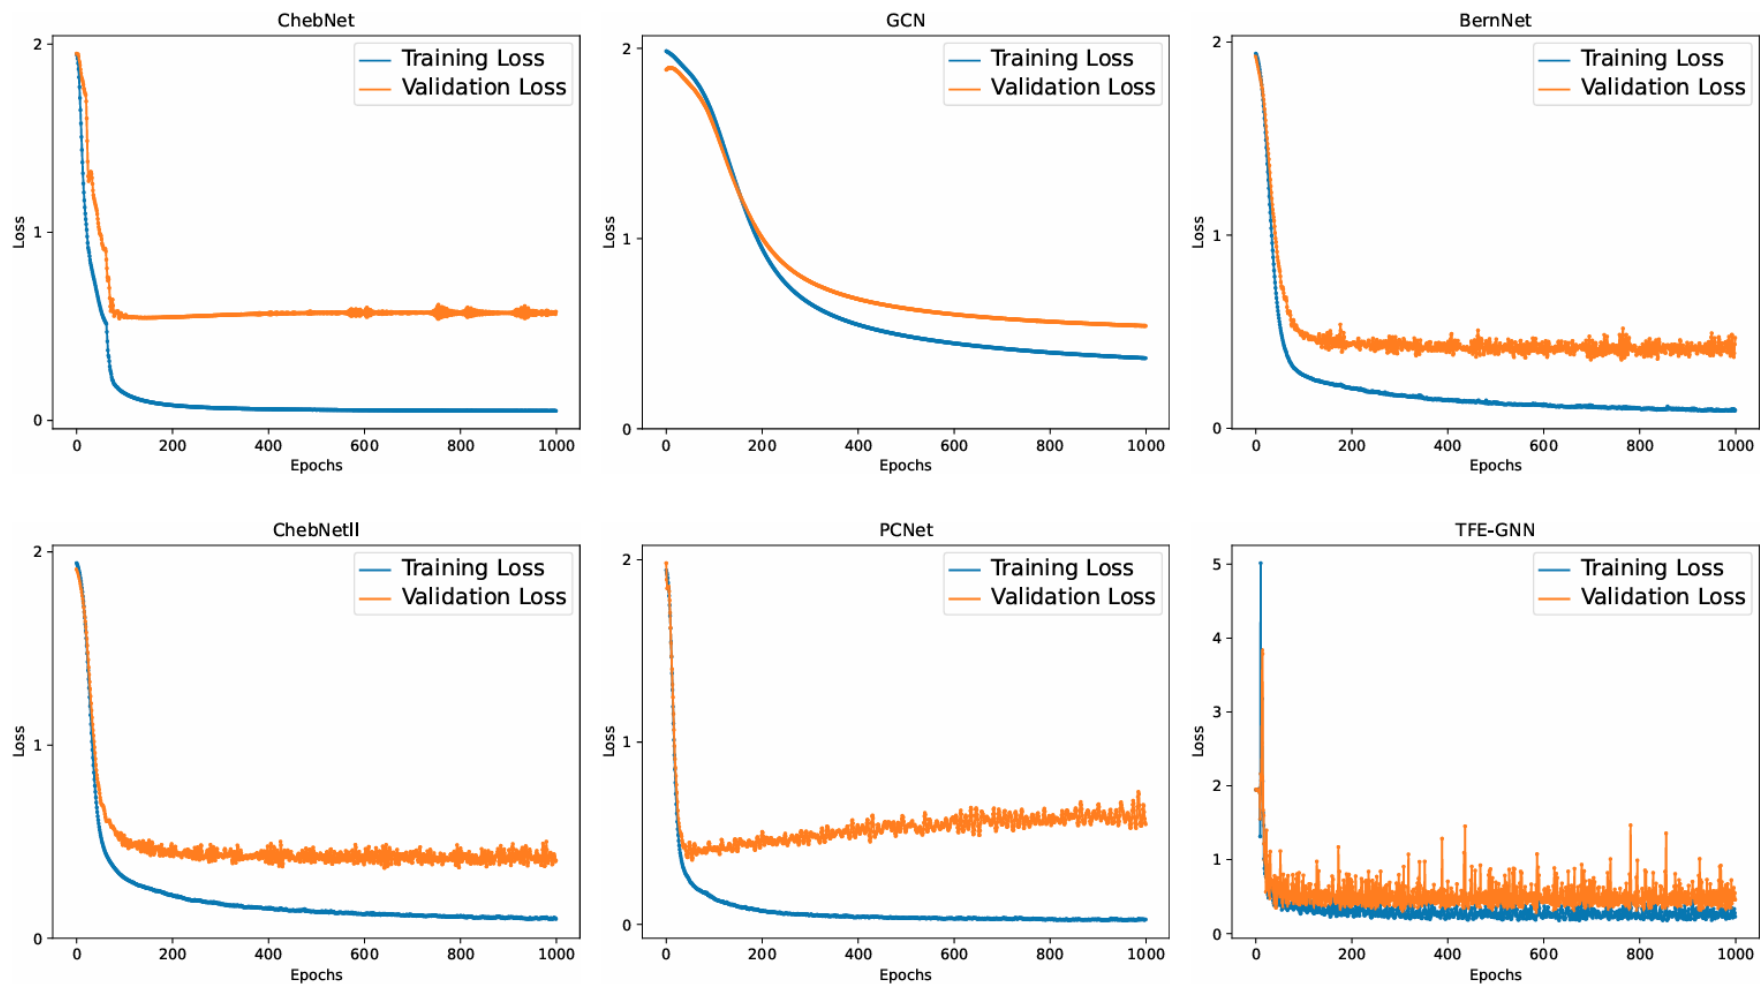 ChebNet
Training Loss
Validation Loss
2
1
0
Loss
0 200 400 600 800 1000
Epochs
GCN
Training Loss
Validation Loss
2
1
0
Loss
0 200 400 600 800 1000
Epochs
BernNet
Training Loss
Validation Loss
2
1
0
Loss
0 200 400 600 800 1000
Epochs
ChebNetII
Training Loss
Validation Loss
2
1
0
Loss
0 200 400 600 800 1000
Epochs
PCNet
Training Loss
Validation Loss
2
1
0
Loss
0 200 400 600 800 1000
Epochs
TFE-GNN
Training Loss
Validation Loss
5
4
3
2
1
0
Loss
0 200 400 600 800 1000
Epochs